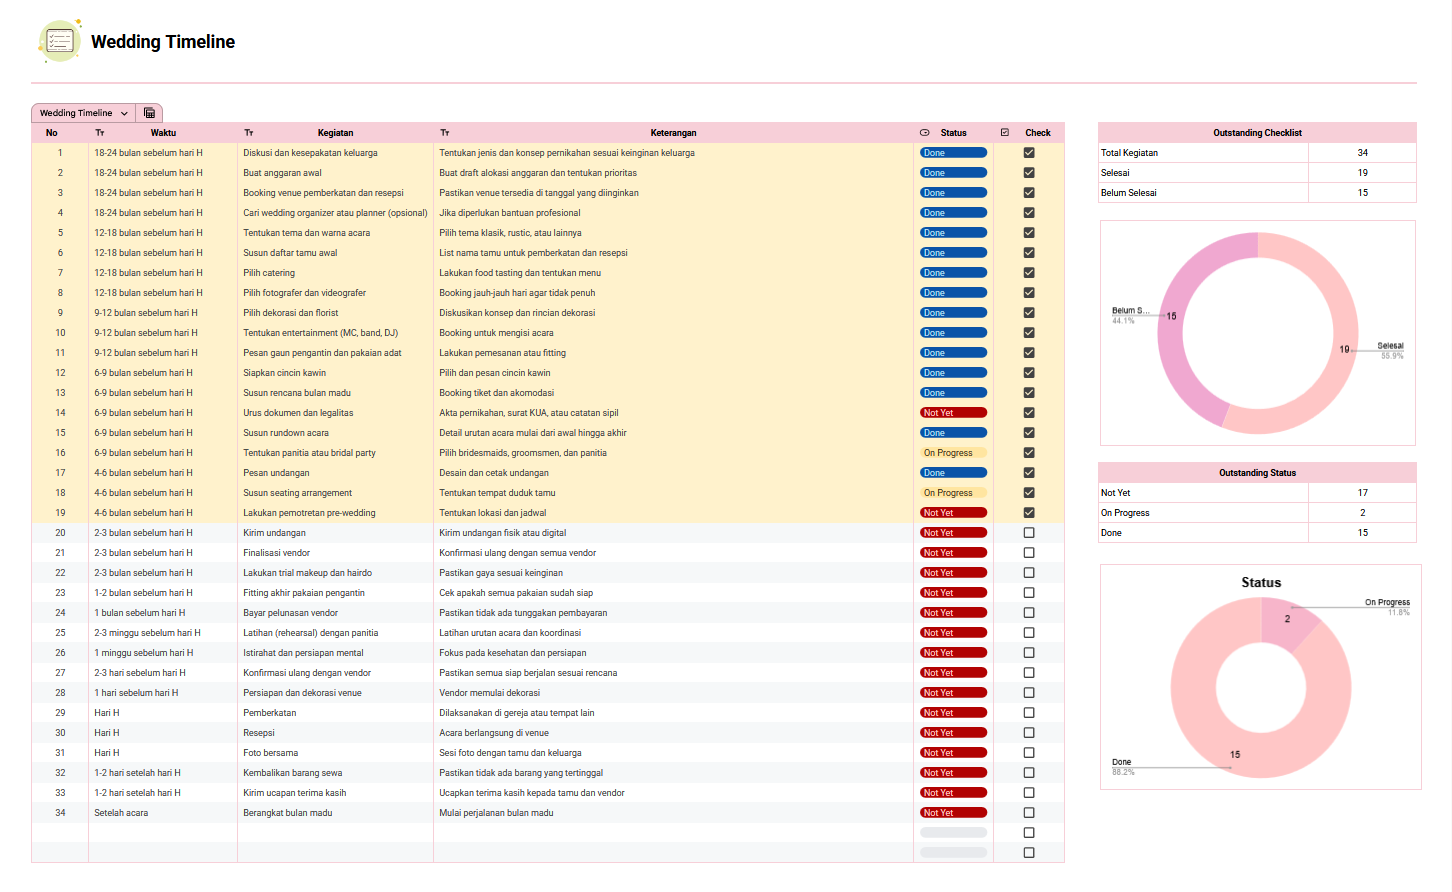 Wedding Timeline
Wedding Timeline
No Tт Waktu Tт Kegiatan Tт Keterangan Status Check
1 18-24 bulan sebelum hari H Diskusi dan kesepakatan keluarga Tentukan jenis dan konsep pernikahan sesuai keinginan keluarga Done
2 18-24 bulan sebelum hari H Buat anggaran awal Buat draft alokasi anggaran dan tentukan prioritas Done
3 18-24 bulan sebelum hari H Booking venue pemberkatan dan resepsi Pastikan venue tersedia di tanggal yang diinginkan Done
4 18-24 bulan sebelum hari H Cari wedding organizer atau planner (opsional) Jika diperlukan bantuan profesional Done
5 12-18 bulan sebelum hari H Tentukan tema dan warna acara Pilih tema klasik, rustic, atau lainnya Done
6 12-18 bulan sebelum hari H Susun daftar tamu awal List nama tamu untuk pemberkatan dan resepsi Done
7 12-18 bulan sebelum hari H Pilih catering Lakukan food tasting dan tentukan menu Done
8 12-18 bulan sebelum hari H Pilih fotografer dan videografer Booking jauh-jauh hari agar tidak penuh Done
9 9-12 bulan sebelum hari H Pilih dekorasi dan florist Diskusikan konsep dan rincian dekorasi Done
10 9-12 bulan sebelum hari H Tentukan entertainment (MC, band, DJ) Booking untuk mengisi acara Done
11 9-12 bulan sebelum hari H Pesan gaun pengantin dan pakaian adat Lakukan pemesanan atau fitting Done
12 6-9 bulan sebelum hari H Siapkan cincin kawin Pilih dan pesan cincin kawin Done
13 6-9 bulan sebelum hari H Susun rencana bulan madu Booking tiket dan akomodasi Done
14 6-9 bulan sebelum hari H Urus dokumen dan legalitas Akta pernikahan, surat KUA, atau catatan sipil Not Yet
15 6-9 bulan sebelum hari H Susun rundown acara Detail urutan acara mulai dari awal hingga akhir Done
16 6-9 bulan sebelum hari H Tentukan panitia atau bridal party Pilih bridesmaids, groomsmen, dan panitia On Progress
17 4-6 bulan sebelum hari H Pesan undangan Desain dan cetak undangan Done
18 4-6 bulan sebelum hari H Susun seating arrangement Tentukan tempat duduk tamu On Progress
19 4-6 bulan sebelum hari H Lakukan pemotretan pre-wedding Tentukan lokasi dan jadwal Not Yet
20 2-3 bulan sebelum hari H Kirim undangan Kirim undangan fisik atau digital Not Yet
21 2-3 bulan sebelum hari H Finalisasi vendor Konfirmasi ulang dengan semua vendor Not Yet
22 2-3 bulan sebelum hari H Lakukan trial makeup dan hairdo Pastikan gaya sesuai keinginan Not Yet
23 1-2 bulan sebelum hari H Fitting akhir pakaian pengantin Cek apakah semua pakaian sudah siap Not Yet
24 1 bulan sebelum hari H Bayar pelunasan vendor Pastikan tidak ada tunggakan pembayaran Not Yet
25 2-3 minggu sebelum hari H Latihan (rehearsal) dengan panitia Latihan urutan acara dan koordinasi Not Yet
26 1 minggu sebelum hari H Istirahat dan persiapan mental Fokus pada kesehatan dan persiapan Not Yet
27 2-3 hari sebelum hari H Konfirmasi ulang dengan vendor Pastikan semua siap berjalan sesuai rencana Not Yet
28 1 hari sebelum hari H Persiapan dan dekorasi venue Vendor memulai dekorasi Not Yet
29 Hari H Pemberkatan Dilaksanakan di gereja atau tempat lain Not Yet
30 Hari H Resepsi Acara berlangsung di venue Not Yet
31 Hari H Foto bersama Sesi foto dengan tamu dan keluarga Not Yet
32 1-2 hari setelah hari H Kembalikan barang sewa Pastikan tidak ada barang yang tertinggal Not Yet
33 1-2 hari setelah hari H Kirim ucapan terima kasih Ucapkan terima kasih kepada tamu dan vendor Not Yet
34 Setelah acara Berangkat bulan madu Mulai perjalanan bulan madu Not Yet
Outstanding Checklist
Total Kegiatan 34
Selesai 19
Belum Selesai 15
Belum S... 15
44.1%
19 Selesai
55.9%
Outstanding Status
Not Yet 17
On Progress 2
Done 15
Status
On Progress
11.8%
2
15
Done
88.2%